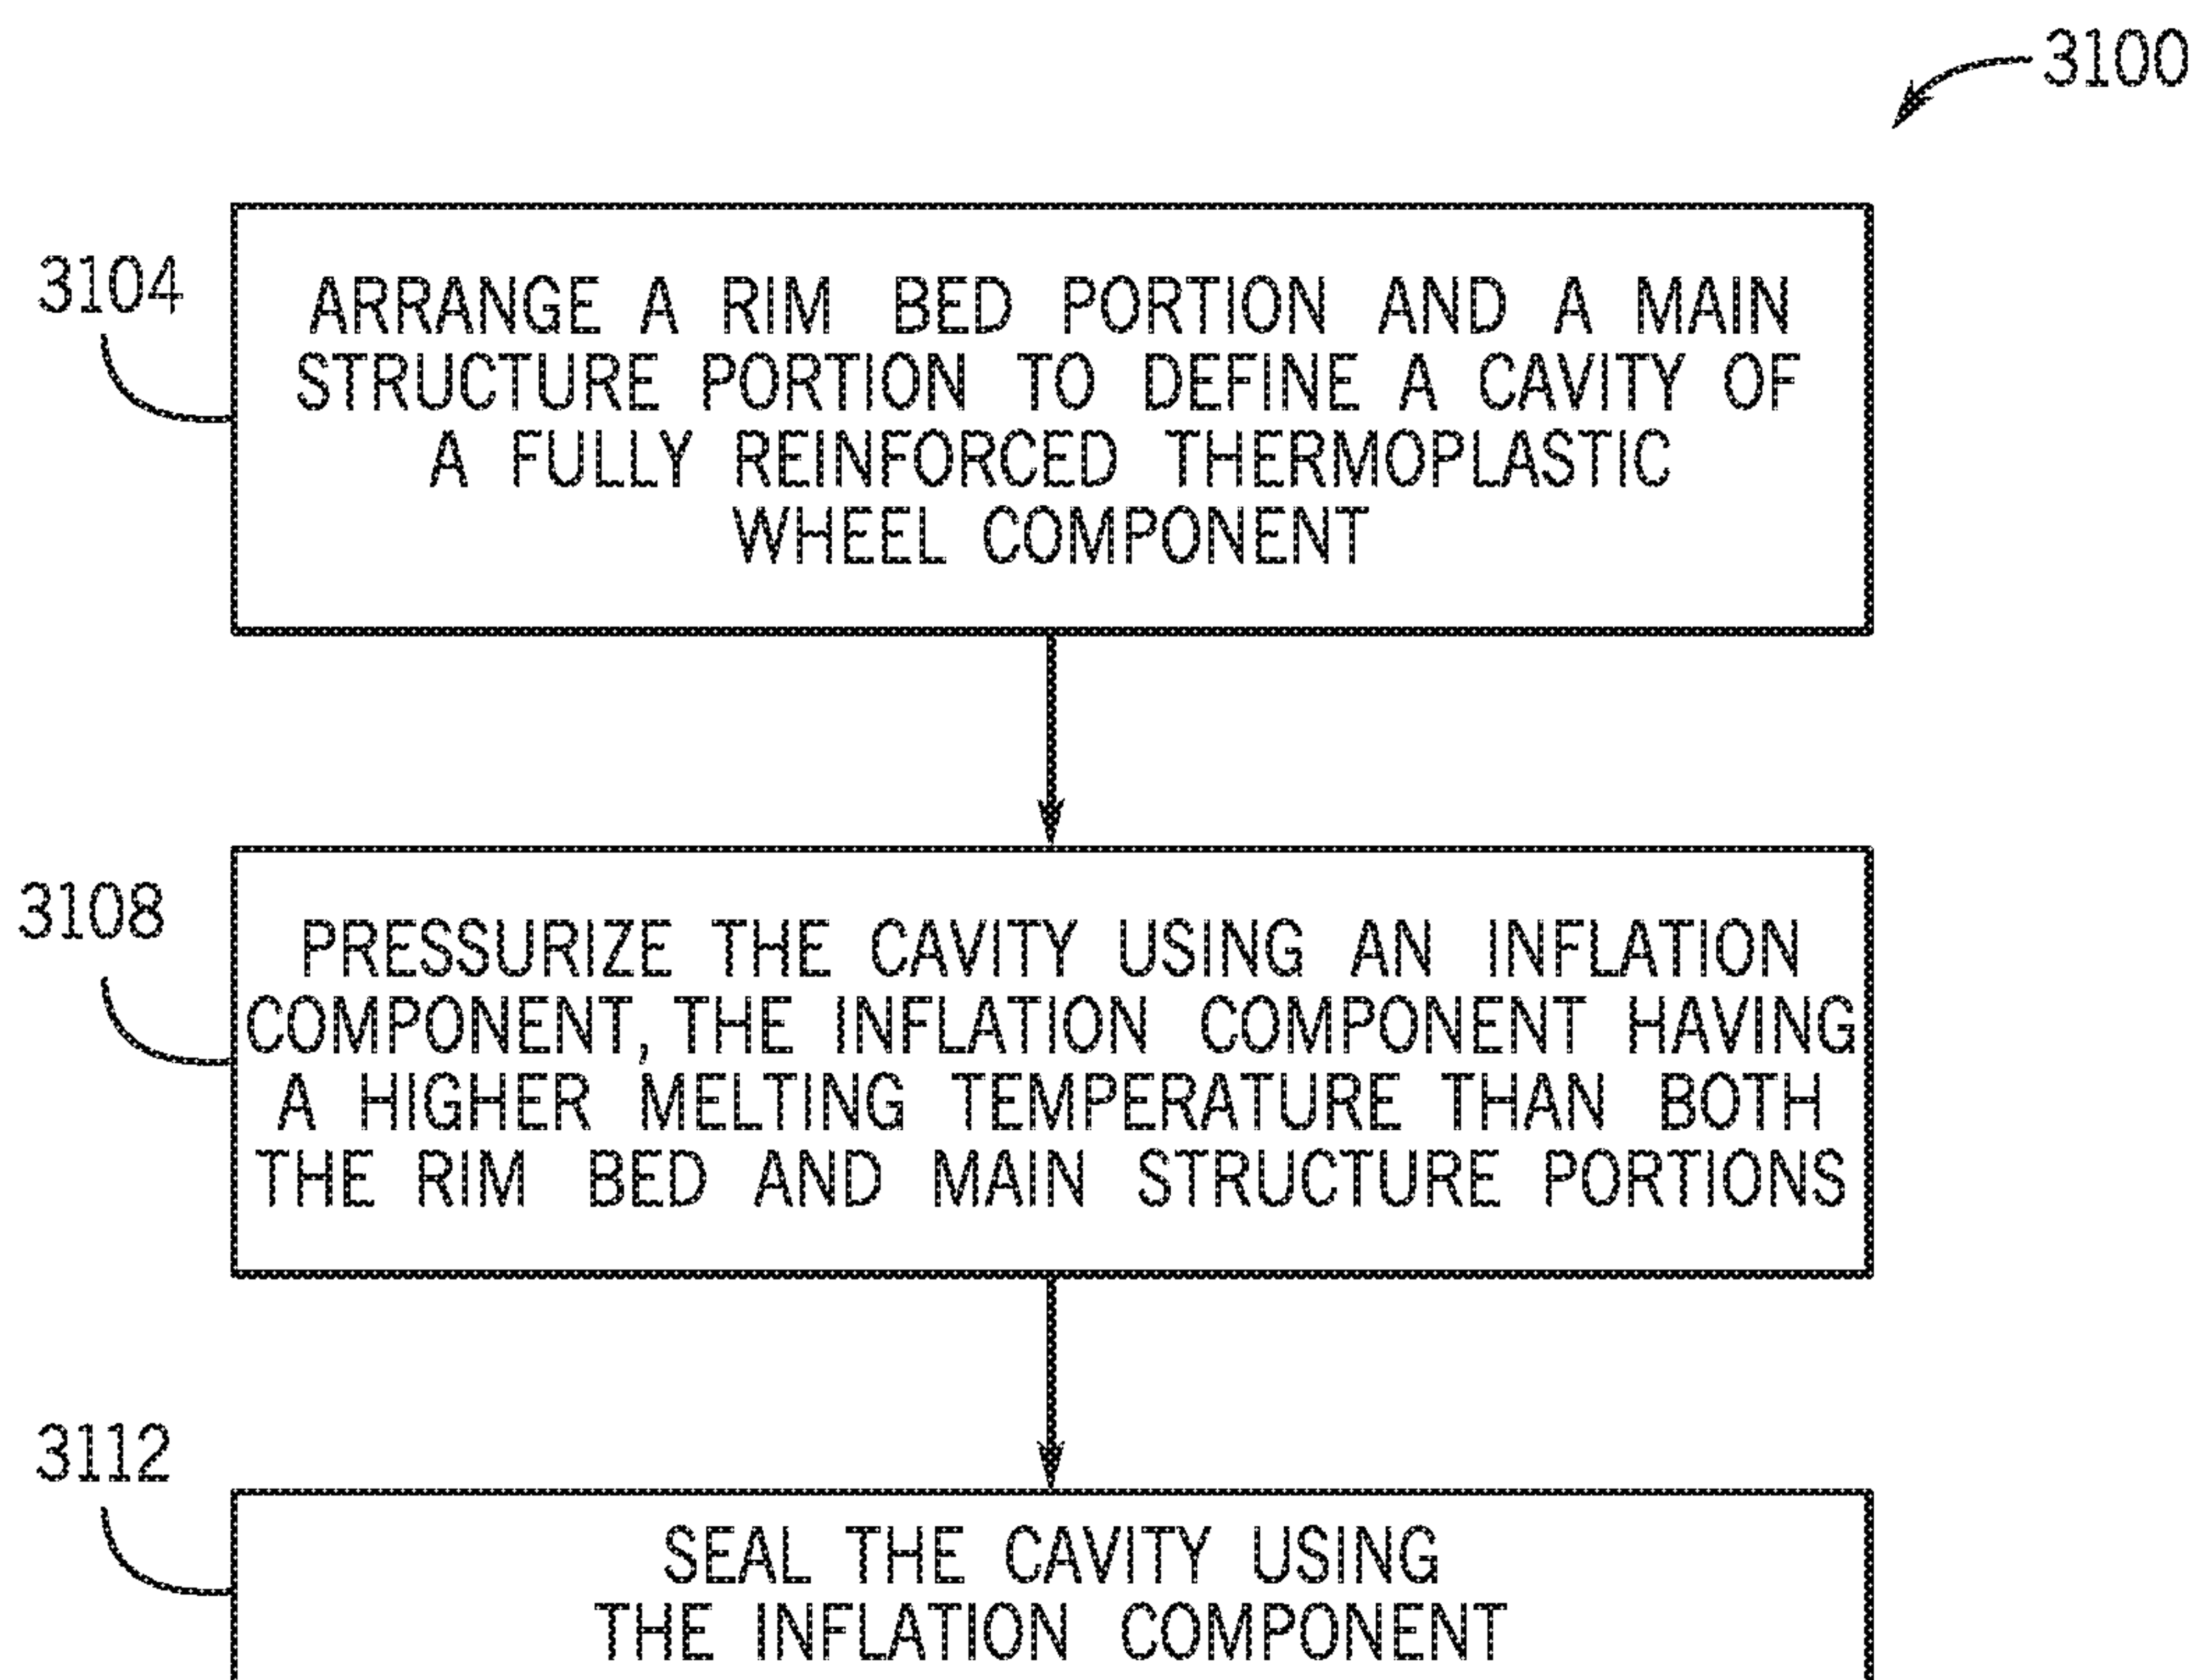 3100
3104
ARRANGE A RIM BED PORTION AND A MAIN
STRUCTURE PORTION TO DEFINE A CAVITY OF
A FULLY REINFORCED THERMOPLASTIC
WHEEL COMPONENT
3108
PRESSURIZE THE CAVITY USING AN INFLATION
COMPONENT, THE INFLATION COMPONENT HAVING
A HIGHER MELTING TEMPERATURE THAN BOTH
THE RIM BED AND MAIN STRUCTURE PORTIONS
3112
SEAL THE CAVITY USING
THE INFLATION COMPONENT